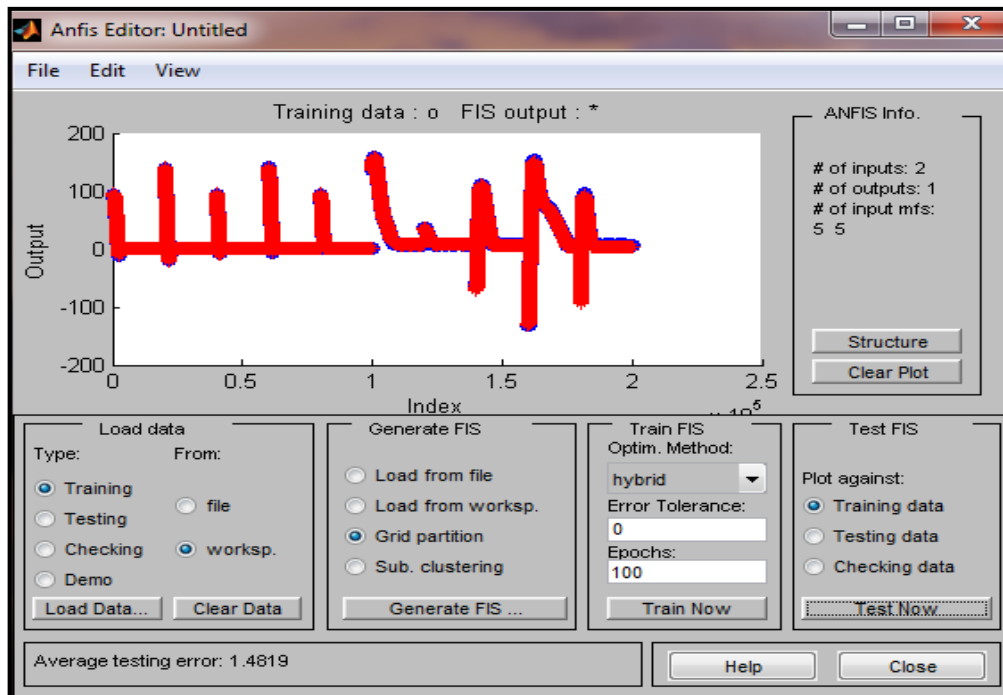 Anfis Editor: Untitled
File Edit View
Training data : o FIS output : *
200
100
0
-100
-200
Output
0 0.5 1 1.5 2 2.5
Index
10^5
ANFIS Info.
# of inputs: 2
# of outputs: 1
# of input mfs:
5 5
Structure
Clear Plot
Load data
Type: From:
Training
Testing
Checking
Demo
file
worksp.
Load Data...
Clear Data
Generate FIS
Load from file
Load from worksp.
Grid partition
Sub. clustering
Generate FIS ...
Train FIS
Optim. Method:
hybrid
Error Tolerance:
0
Epochs:
100
Train Now
Test FIS
Plot against:
Training data
Testing data
Checking data
Test Now
Average testing error: 1.4819
Help
Close